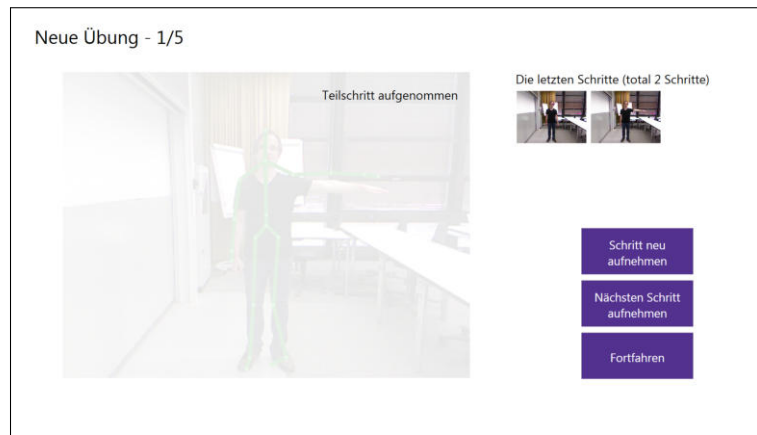 Neue Übung - 1/5
Teilschritt aufgenommen
Die letzten Schritte (total 2 Schritte)
Schritt neu
aufnehmen
Nächsten Schritt
aufnehmen
Fortfahren